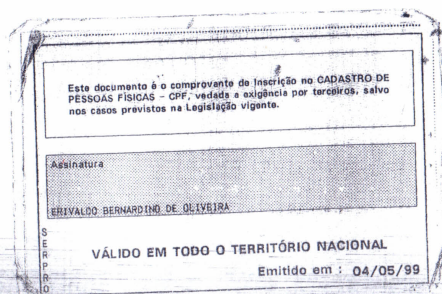 Este documento é o comprovante de Inscrição no CADASTRO DE
PESSOAS FÍSICAS - CPF, vedada a exigência por terceiros, salvo
nos casos previstos na Legislação vigente.
Assinatura
ERIVALDO BERNARDINO DE OLIVEIRA
SERPRO
VÁLIDO EM TODO O TERRITÓRIO NACIONAL
Emitido em : 04/05/99